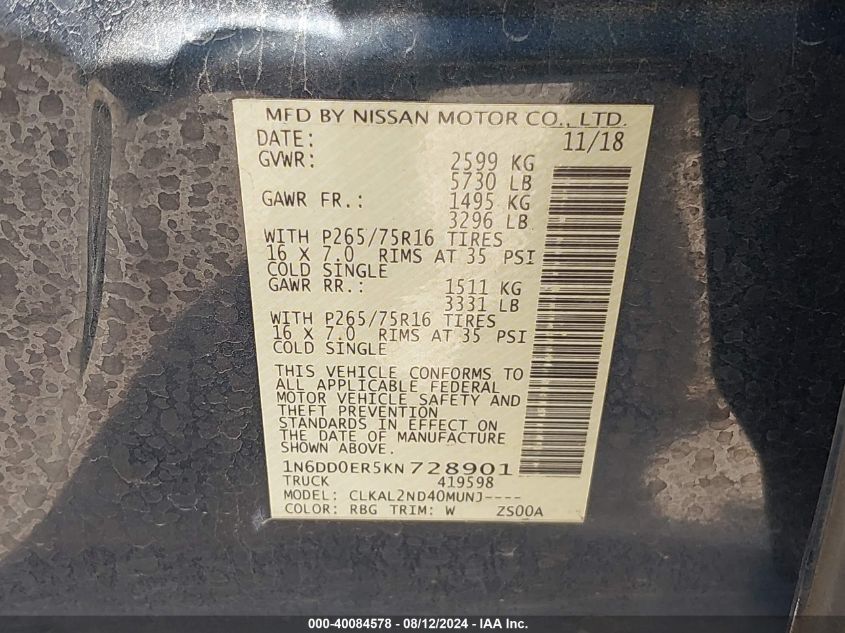 MFD BY NISSAN MOTOR CO., LTD.
DATE: 11/18
GVWR: 2599 KG
5730 LB
GAWR FR.: 1495 KG
3296 LB
WITH P265/75R16 TIRES
16 X 7.0 RIMS AT 35 PSI
COLD SINGLE
GAWR RR.: 1511 KG
3331 LB
WITH P265/75R16 TIRES
16 X 7.0 RIMS AT 35 PSI
COLD SINGLE
THIS VEHICLE CONFORMS TO
ALL APPLICABLE FEDERAL
MOTOR VEHICLE SAFETY AND
THEFT PREVENTION
STANDARDS IN EFFECT ON
THE DATE OF MANUFACTURE
SHOWN ABOVE.
1N6DD0ER5KN728901
TRUCK 419598
MODEL: CLKAL2ND40MUNJ----
COLOR: RBG TRIM: W ZS00A
000-40084578 - 08/12/2024 - IAA Inc.